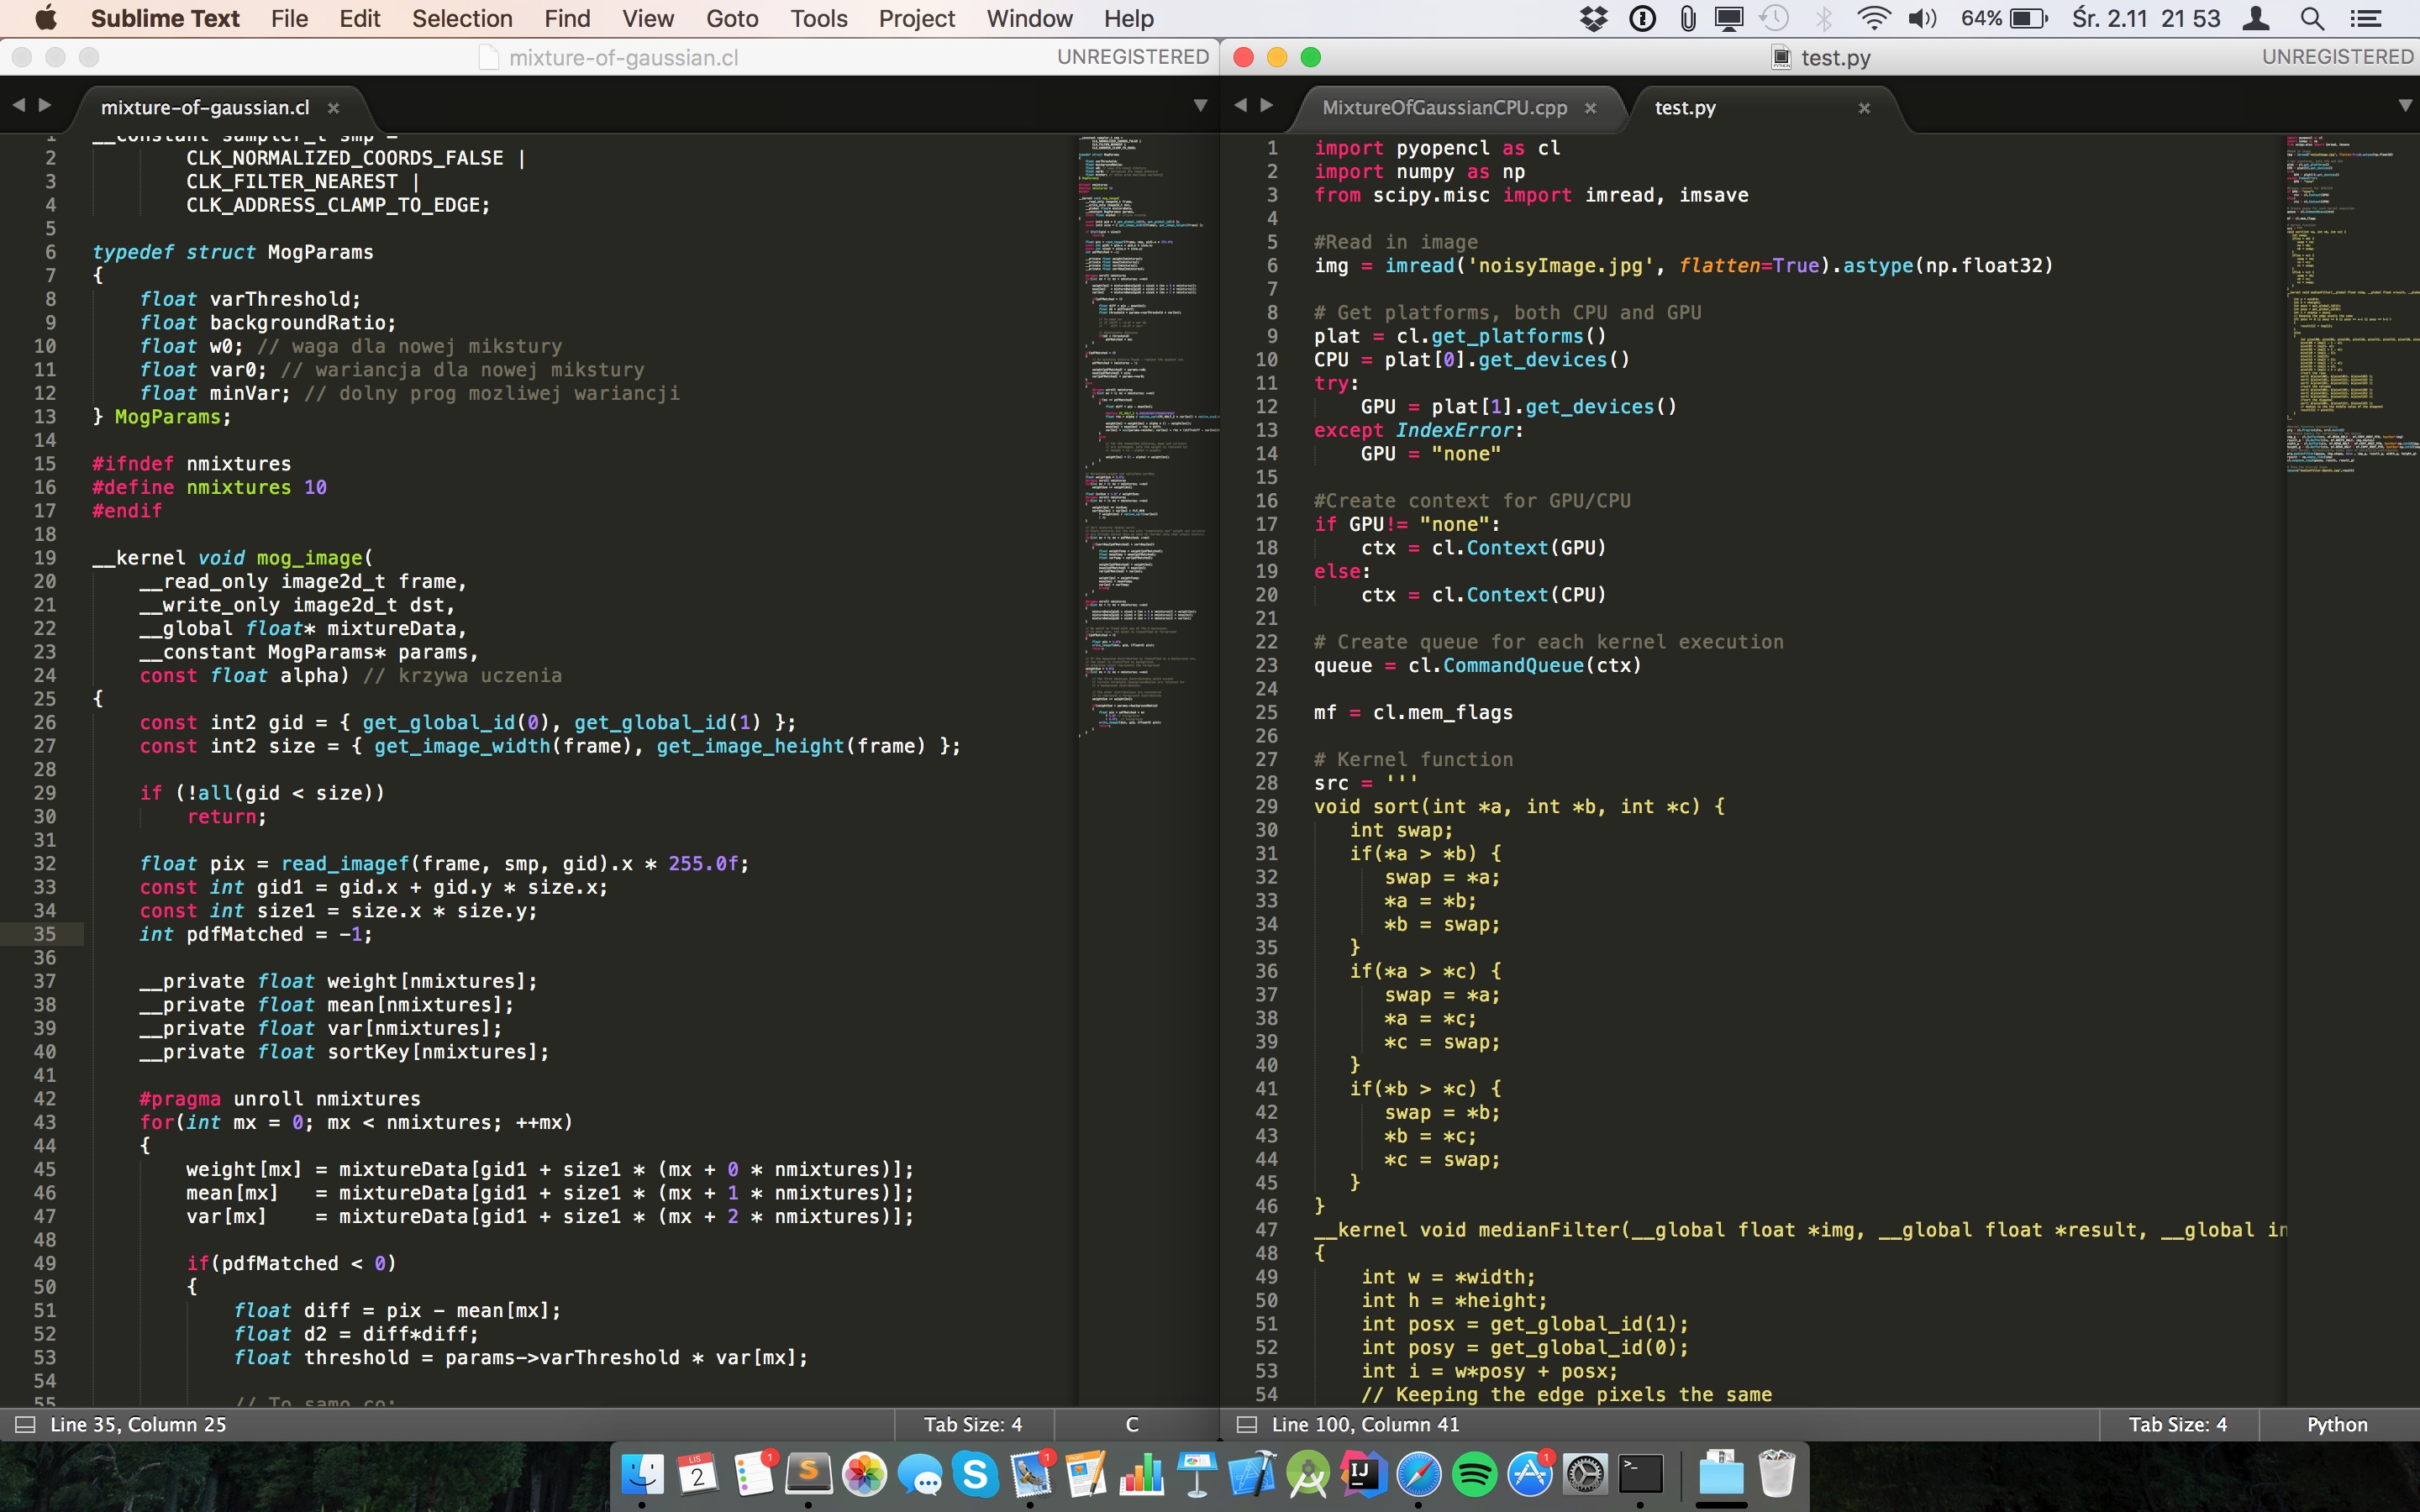 Sublime Text File Edit Selection Find View Goto Tools Project Window Help 64% Śr. 2.11 21 53
mixture-of-gaussian.cl UNREGISTERED
mixture-of-gaussian.cl
1 __constant sampler_t smp =
2 CLK_NORMALIZED_COORDS_FALSE |
3 CLK_FILTER_NEAREST |
4 CLK_ADDRESS_CLAMP_TO_EDGE;
5
6 typedef struct MogParams
7 {
8 float varThreshold;
9 float backgroundRatio;
10 float w0; // waga dla nowej mikstury
11 float var0; // wariancja dla nowej mikstury
12 float minVar; // dolny prog mozliwej wariancji
13 } MogParams;
14
15 #ifndef nmixtures
16 #define nmixtures 10
17 #endif
18
19 __kernel void mog_image(
20 __read_only image2d_t frame,
21 __write_only image2d_t dst,
22 __global float* mixtureData,
23 __constant MogParams* params,
24 const float alpha) // krzywa uczenia
25 {
26 const int2 gid = { get_global_id(0), get_global_id(1) };
27 const int2 size = { get_image_width(frame), get_image_height(frame) };
28
29 if (!all(gid < size))
30 return;
31
32 float pix = read_imagef(frame, smp, gid).x * 255.0f;
33 const int gid1 = gid.x + gid.y * size.x;
34 const int size1 = size.x * size.y;
35 int pdfMatched = -1;
36
37 __private float weight[nmixtures];
38 __private float mean[nmixtures];
39 __private float var[nmixtures];
40 __private float sortKey[nmixtures];
41
42 #pragma unroll nmixtures
43 for(int mx = 0; mx < nmixtures; ++mx)
44 {
45 weight[mx] = mixtureData[gid1 + size1 * (mx + 0 * nmixtures)];
46 mean[mx] = mixtureData[gid1 + size1 * (mx + 1 * nmixtures)];
47 var[mx] = mixtureData[gid1 + size1 * (mx + 2 * nmixtures)];
48
49 if(pdfMatched < 0)
50 {
51 float diff = pix - mean[mx];
52 float d2 = diff*diff;
53 float threshold = params->varThreshold * var[mx];
54
55 // To samo co:
Line 35, Column 25 Tab Size: 4 C
test.py UNREGISTERED
MixtureOfGaussianCPU.cpp test.py
1 import pyopencl as cl
2 import numpy as np
3 from scipy.misc import imread, imsave
4
5 #Read in image
6 img = imread('noisyImage.jpg', flatten=True).astype(np.float32)
7
8 # Get platforms, both CPU and GPU
9 plat = cl.get_platforms()
10 CPU = plat[0].get_devices()
11 try:
12 GPU = plat[1].get_devices()
13 except IndexError:
14 GPU = "none"
15
16 #Create context for GPU/CPU
17 if GPU!= "none":
18 ctx = cl.Context(GPU)
19 else:
20 ctx = cl.Context(CPU)
21
22 # Create queue for each kernel execution
23 queue = cl.CommandQueue(ctx)
24
25 mf = cl.mem_flags
26
27 # Kernel function
28 src = '''
29 void sort(int *a, int *b, int *c) {
30 int swap;
31 if(*a > *b) {
32 swap = *a;
33 *a = *b;
34 *b = swap;
35 }
36 if(*a > *c) {
37 swap = *a;
38 *a = *c;
39 *c = swap;
40 }
41 if(*b > *c) {
42 swap = *b;
43 *b = *c;
44 *c = swap;
45 }
46 }
47 __kernel void medianFilter(__global float *img, __global float *result, __global in
48 {
49 int w = *width;
50 int h = *height;
51 int posx = get_global_id(1);
52 int posy = get_global_id(0);
53 int i = w*posy + posx;
54 // Keeping the edge pixels the same
Line 100, Column 41 Tab Size: 4 Python
LIS
2
1
1
1